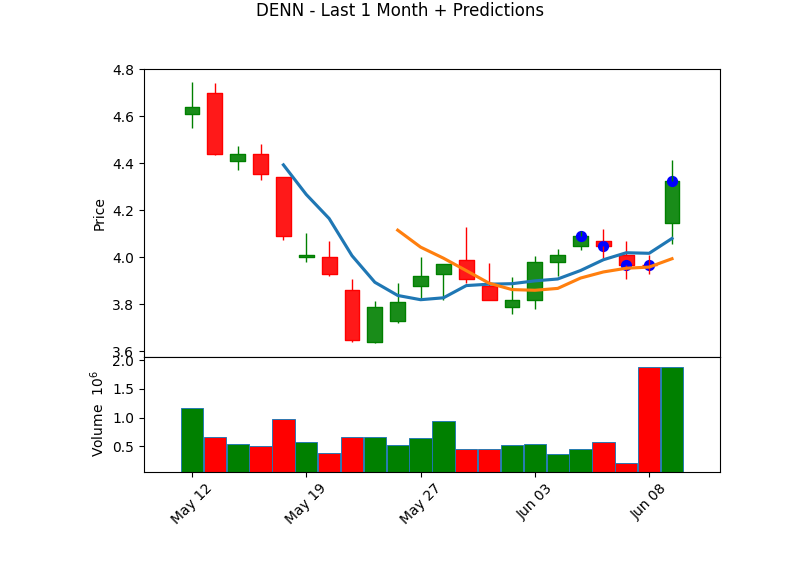 DENN - Last 1 Month + Predictions
4.8
4.6
4.4
4.2
4.0
3.8
3.6
Price
2.0
1.5
1.0
0.5
Volume 10^6
May 12
May 19
May 27
Jun 03
Jun 08